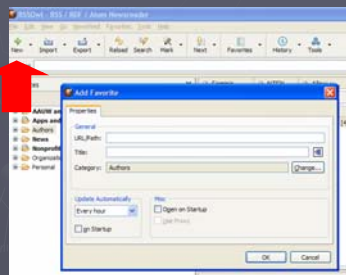 RSSOwl - RSS / RDF / Atom Newsreader
New Import Export Reload Search Mark Next Favorites History Tools
Add Favorite
Properties
General
URL/Path:
Title:
Category: Authors Change...
Update Automatically
Every hour
On Startup
Misc
Open on Startup
Use Proxy
OK Cancel
Apps and
Authors
News
Nonprofit
Organizatio
Personal